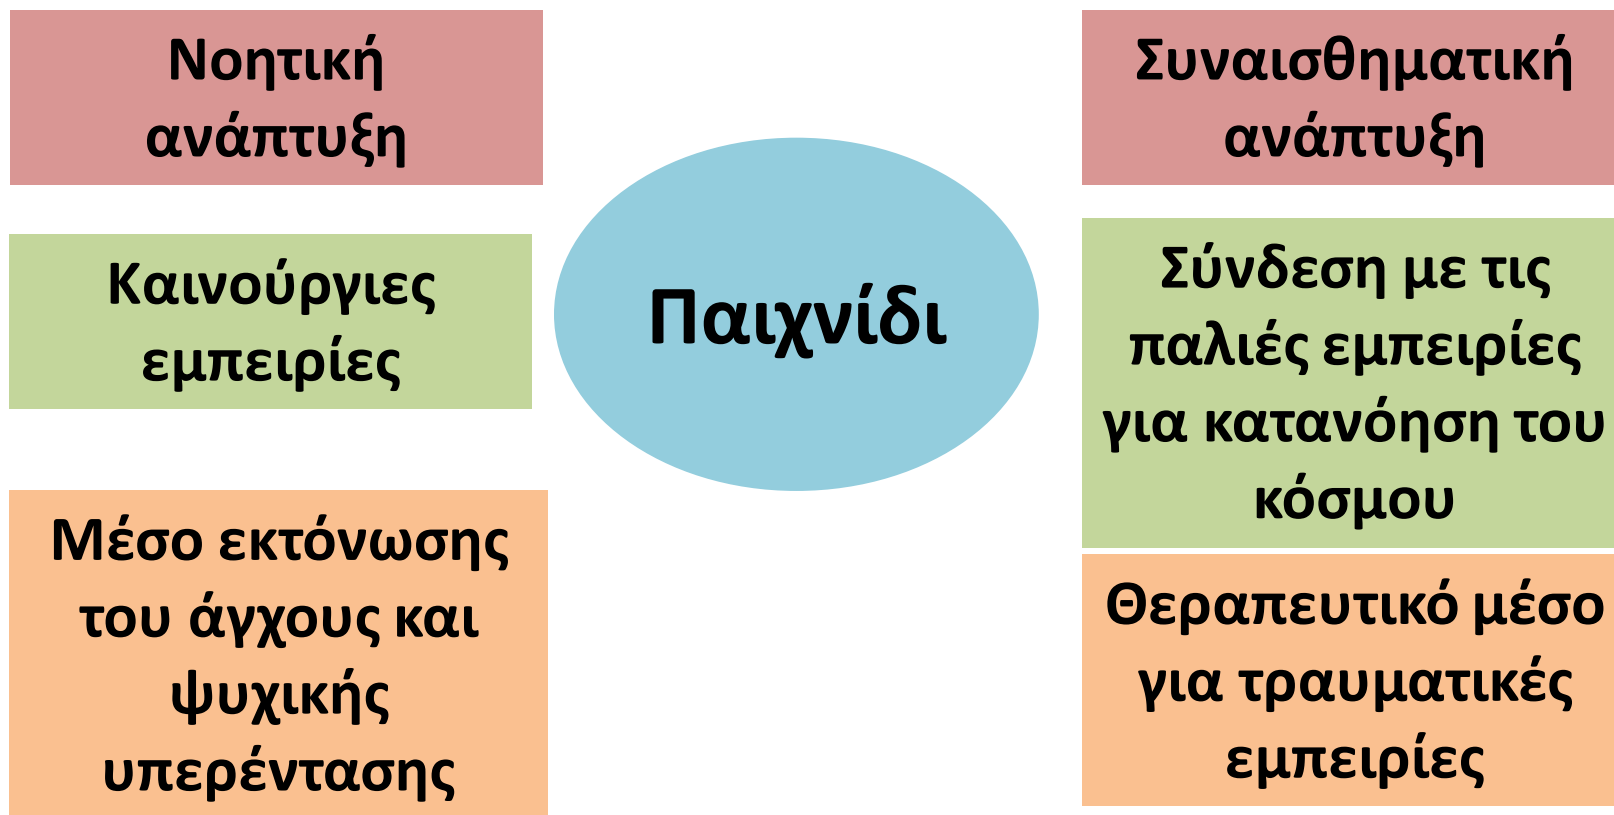 Νοητική
ανάπτυξη
Καινούργιες
εμπειρίες
Μέσο εκτόνωσης
του άγχους και
ψυχικής
υπερέντασης
Παιχνίδι
Συναισθηματική
ανάπτυξη
Σύνδεση με τις
παλιές εμπειρίες
για κατανόηση του
κόσμου
Θεραπευτικό μέσο
για τραυματικές
εμπειρίες